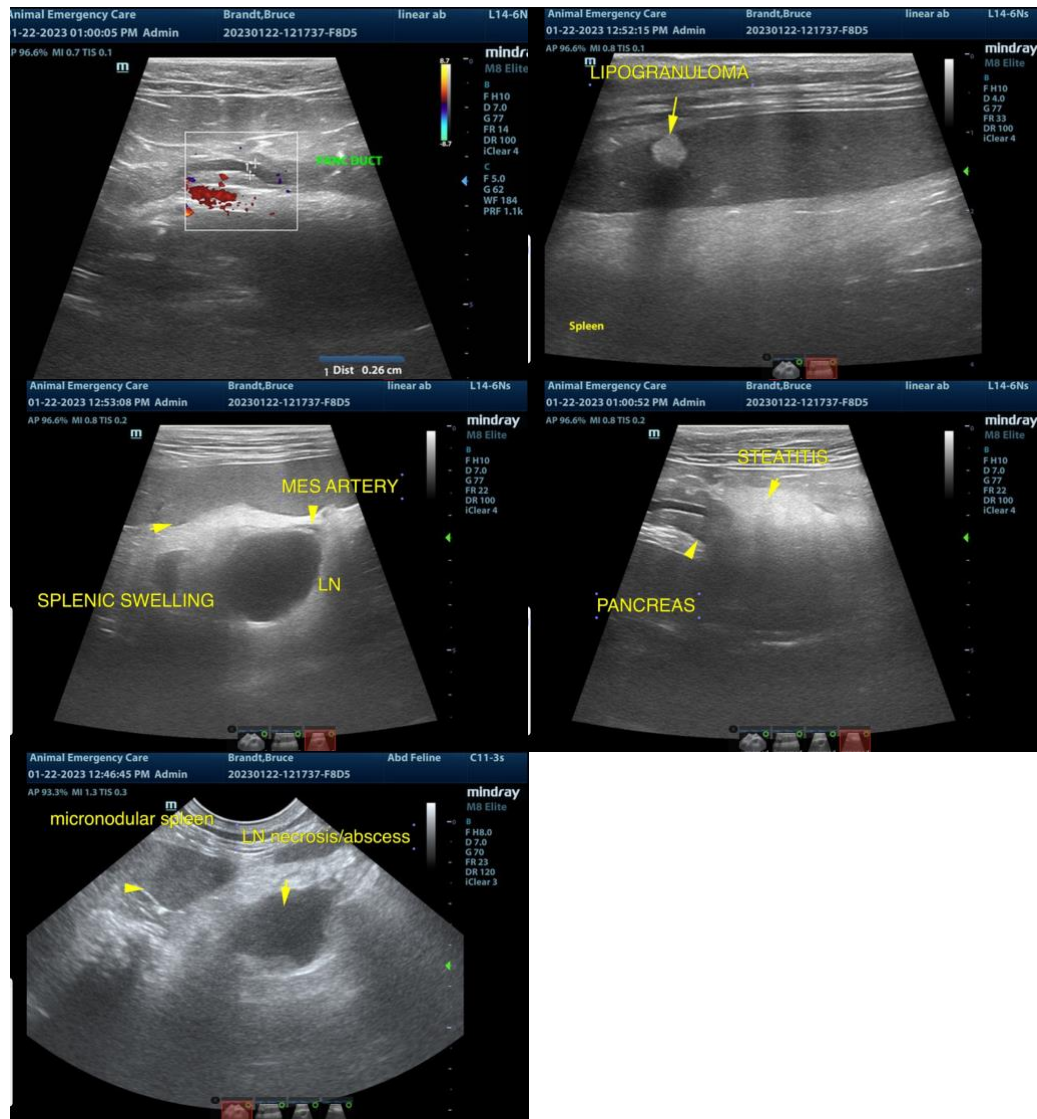 Animal Emergency Care Brandt,Bruce linear ab L14-6Ns
01-22-2023 01:00:05 PM Admin 20230122-121737-F8D5
AP 96.6% MI 0.7 TIS 0.1
mindray
M8 Elite
m
8.7
B
F H10
D 7.0
G 77
FR 14
DR 100
iClear 4
-8.7
C
F 5.0
G 62
WF 184
PRF 1.1k
DUCT
1 Dist 0.26 cm
Animal Emergency Care Brandt,Bruce linear ab L14-6Ns
01-22-2023 12:52:15 PM Admin 20230122-121737-F8D5
AP 96.6% MI 0.8 TIS 0.1
mindray
M8 Elite
m
LIPOGRANULOMA
B
F H10
D 4.0
G 77
FR 33
DR 100
iClear 4
Spleen
Animal Emergency Care Brandt,Bruce linear ab L14-6Ns
01-22-2023 12:53:08 PM Admin 20230122-121737-F8D5
AP 96.6% MI 0.8 TIS 0.2
mindray
M8 Elite
m
B
F H10
D 7.0
G 77
FR 22
DR 100
iClear 4
MES ARTERY
LN
SPLENIC SWELLING
Animal Emergency Care Brandt,Bruce linear ab L14-6Ns
01-22-2023 01:00:52 PM Admin 20230122-121737-F8D5
AP 96.6% MI 0.8 TIS 0.2
mindray
M8 Elite
m
B
F H10
D 7.0
G 77
FR 22
DR 100
iClear 4
STEATITIS
PANCREAS
Animal Emergency Care Brandt,Bruce Abd Feline C11-3s
01-22-2023 12:46:45 PM Admin 20230122-121737-F8D5
AP 93.3% MI 1.3 TIS 0.3
mindray
M8 Elite
m
micronodular spleen
LN necrosis/abscess
B
F H8.0
D 7.0
G 70
FR 23
DR 120
iClear 3